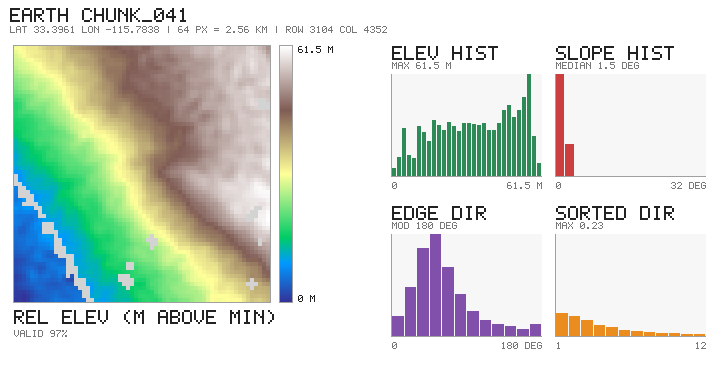 EARTH CHUNK_041
LAT 33.3961 LON -115.7838 | 64 PX = 2.56 KM | ROW 3104 COL 4352
61.5 M
0 M
REL ELEV (M ABOVE MIN)
VALID 97%
ELEV HIST
MAX 61.5 M
0 61.5 M
SLOPE HIST
MEDIAN 1.5 DEG
0 32 DEG
EDGE DIR
MOD 180 DEG
0 180 DEG
SORTED DIR
MAX 0.23
1 12